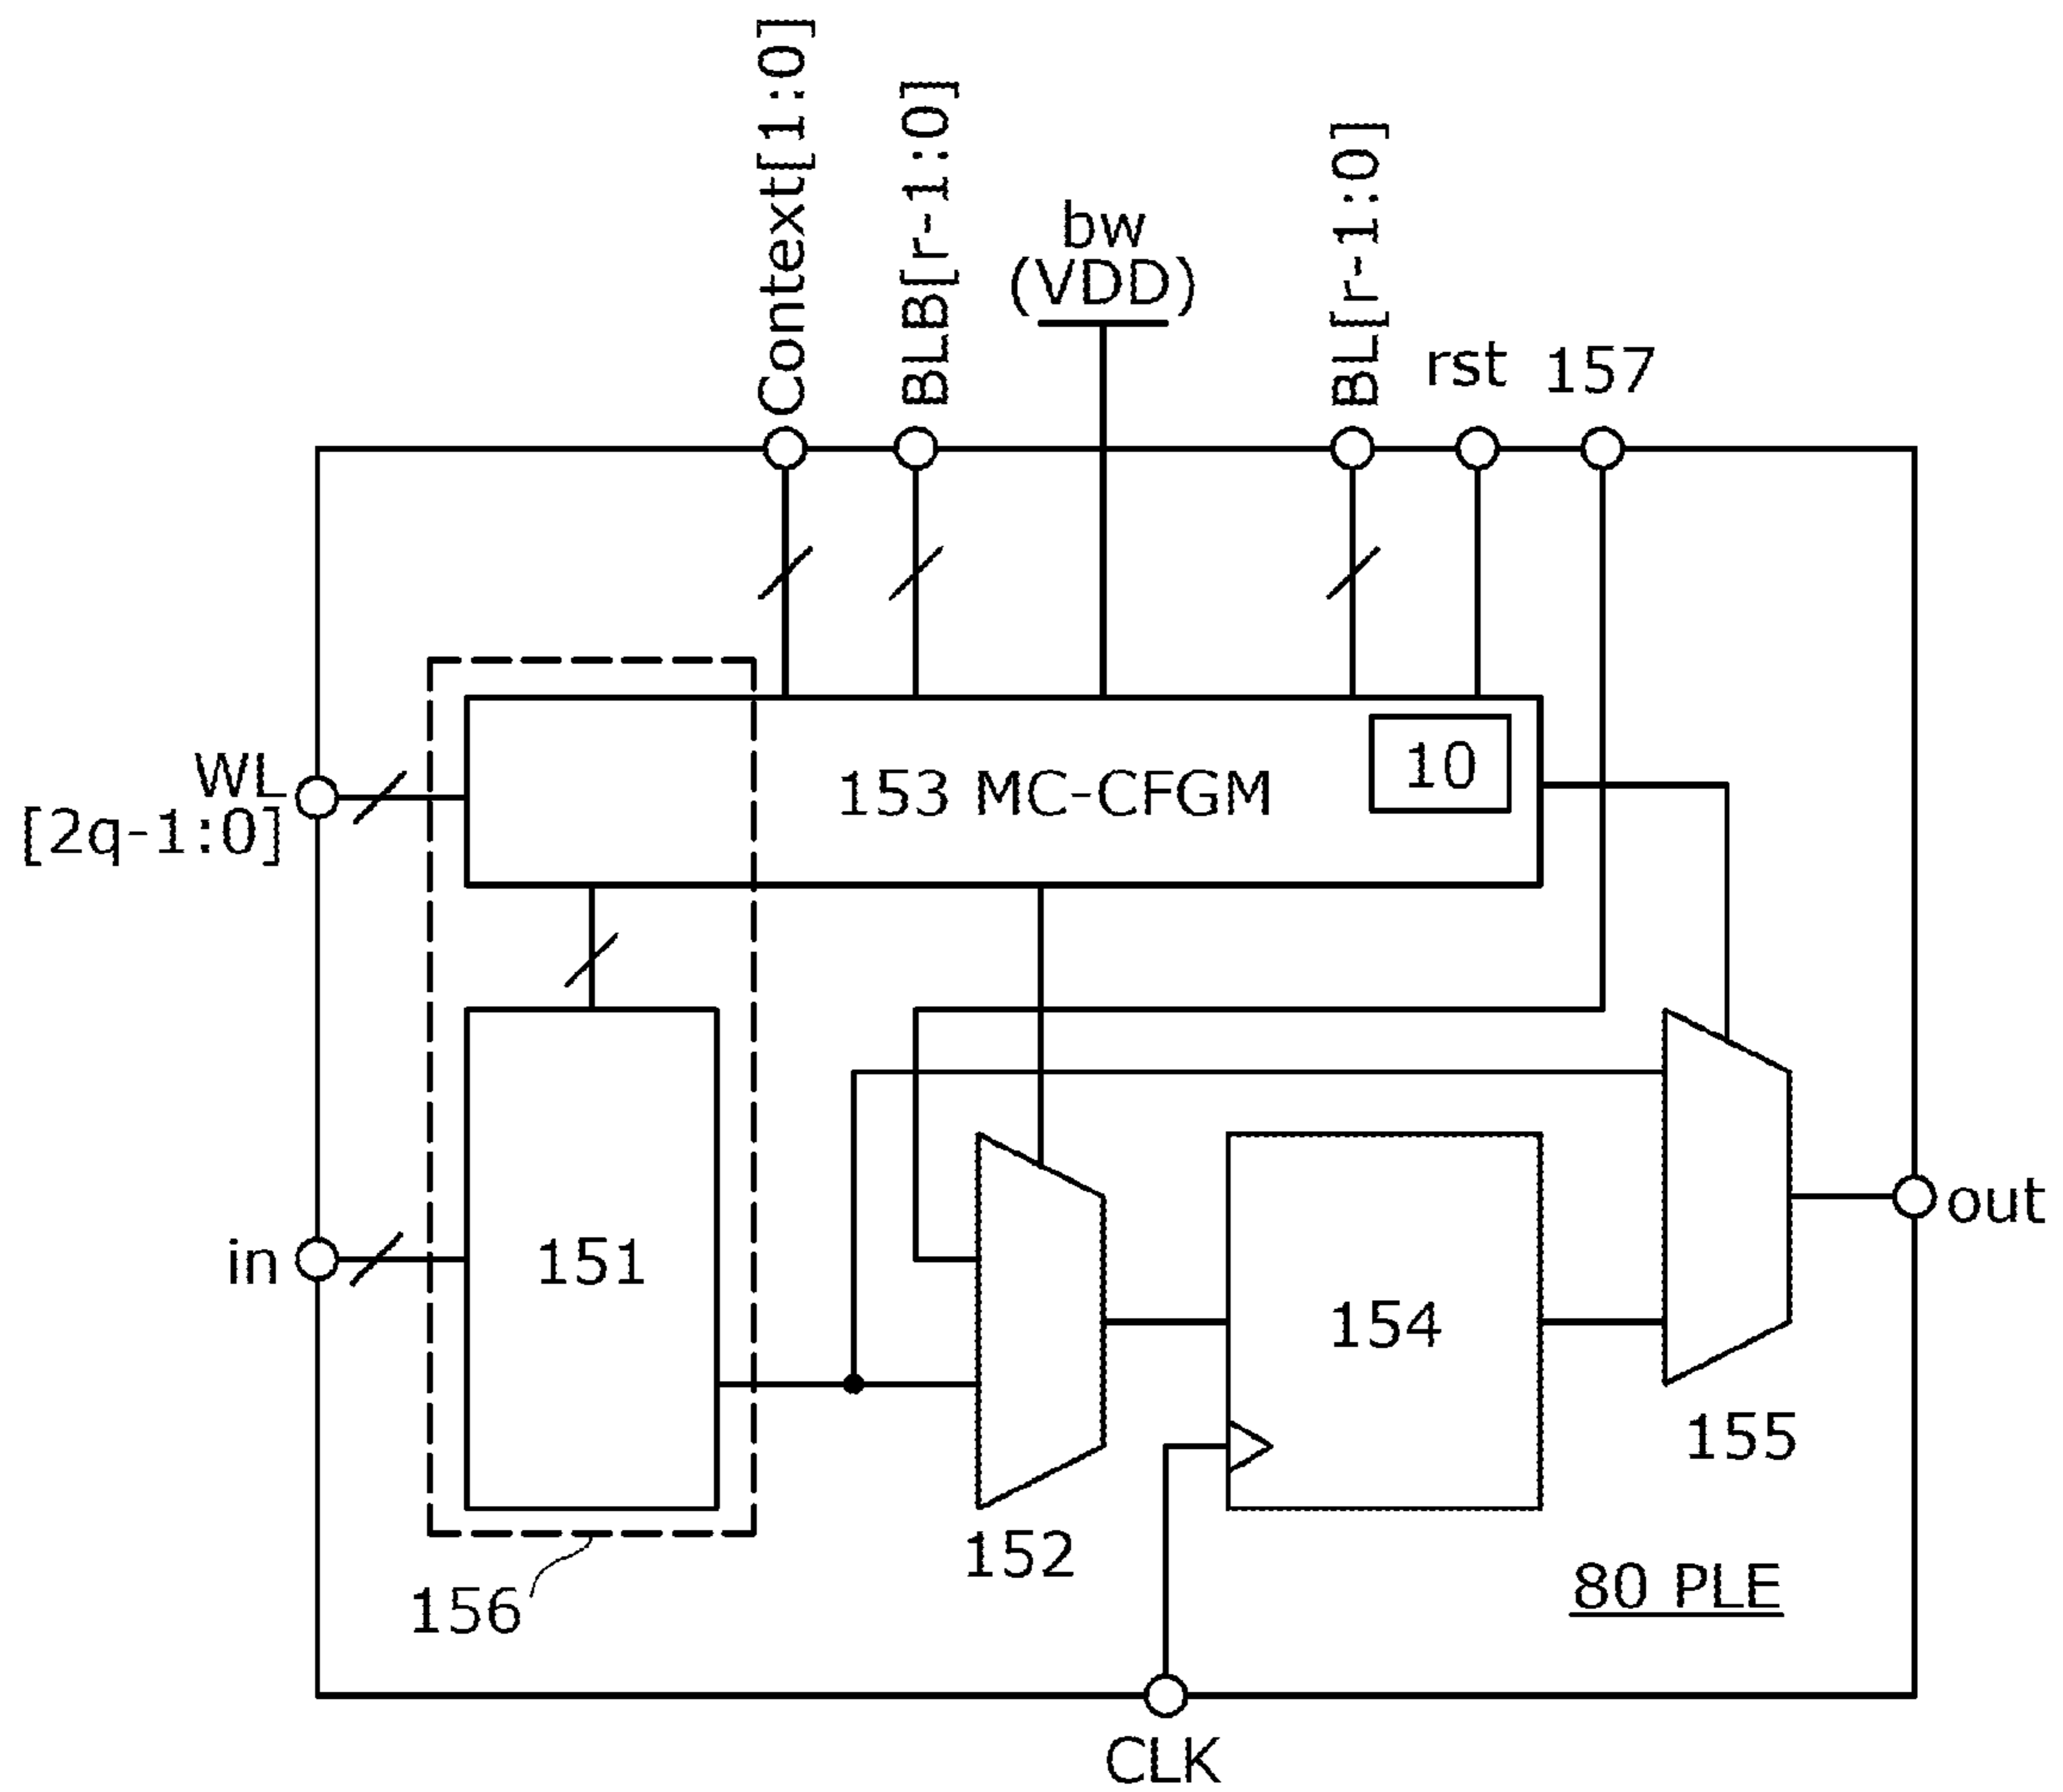 Context[1:0]
BLB[r-1:0]
bw
(VDD)
BL[r-1:0]
rst
157
WL
[2q-1:0]
153 MC-CFGM
10
in
151
154
out
155
152
156
80 PLE
CLK